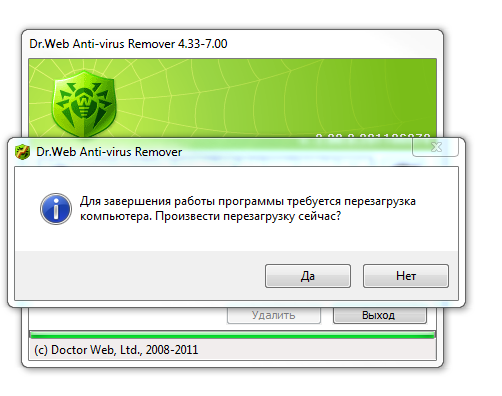 Dr.Web Anti-virus Remover 4.33-7.00
Dr.Web Anti-virus Remover
Для завершения работы программы требуется перезагрузка
компьютера. Произвести перезагрузку сейчас?
Да
Нет
Удалить
Выход
(c) Doctor Web, Ltd., 2008-2011